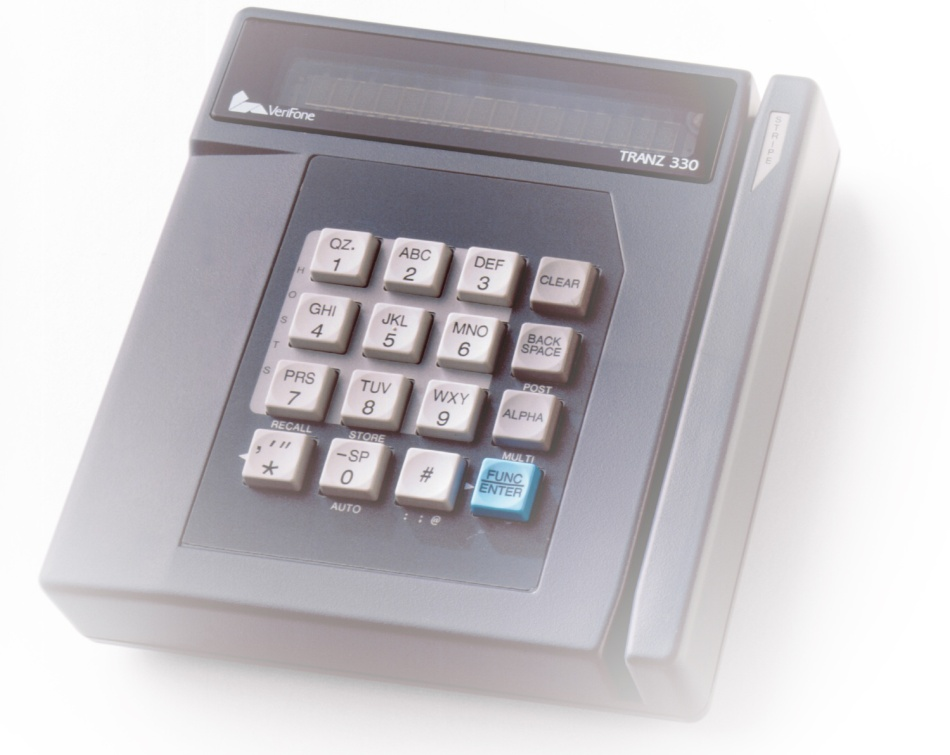 VeriFone
TRANZ 330
STRIPE
HOSTS
QZ.
1
ABC
2
DEF
3
CLEAR
GHI
4
JKL
5
MNO
6
BACK
SPACE
POST
PRS
7
TUV
8
WXY
9
ALPHA
RECALL
STORE
MULTI
,'"
*
–SP
0
#
FUNC
ENTER
AUTO
: ; @